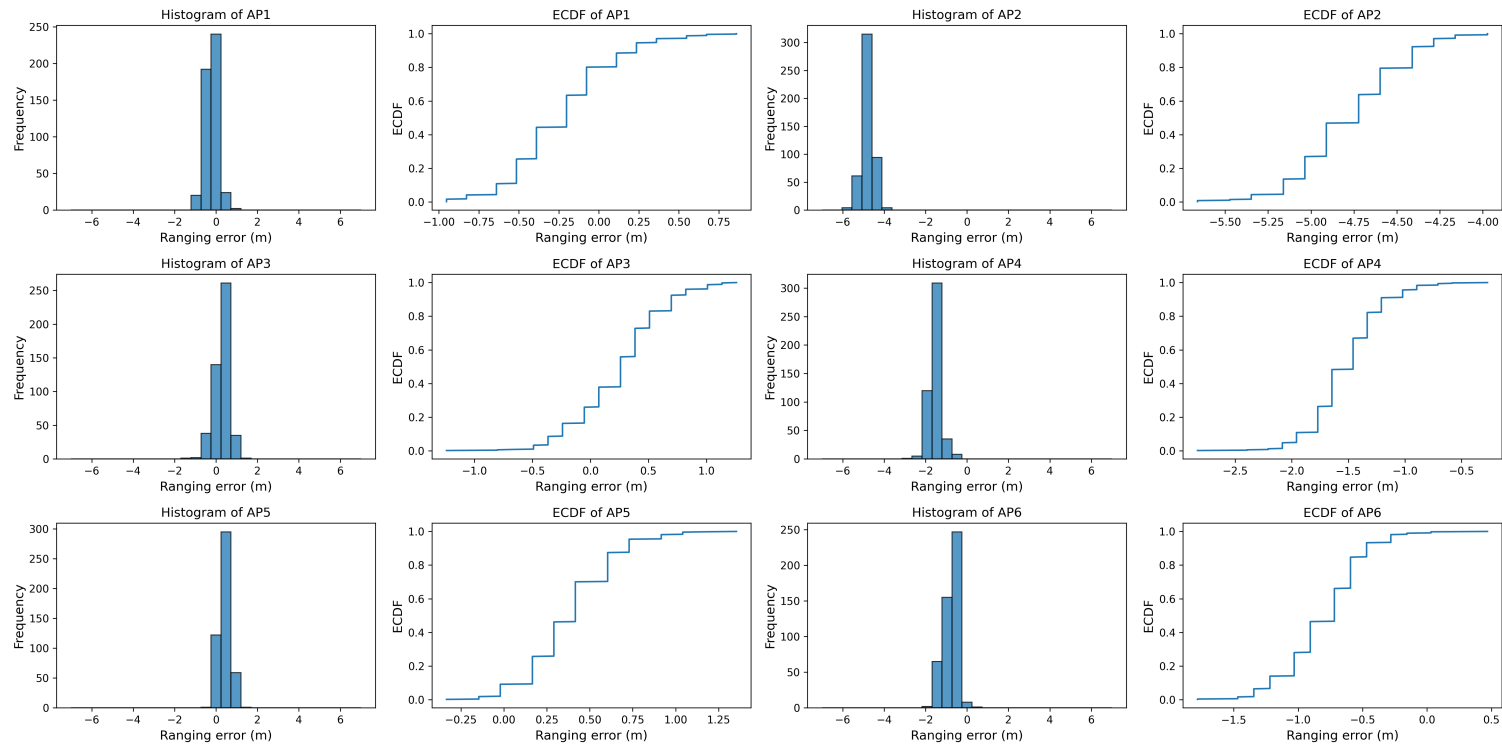 Histogram of AP1
250
200
150
100
50
0
Frequency
−6 −4 −2 0 2 4 6
Ranging error (m)
ECDF of AP1
1.0
0.8
0.6
0.4
0.2
0.0
ECDF
−1.00 −0.75 −0.50 −0.25 0.00 0.25 0.50 0.75
Ranging error (m)
Histogram of AP2
300
250
200
150
100
50
0
Frequency
−6 −4 −2 0 2 4 6
Ranging error (m)
ECDF of AP2
1.0
0.8
0.6
0.4
0.2
0.0
ECDF
−5.50 −5.25 −5.00 −4.75 −4.50 −4.25 −4.00
Ranging error (m)
Histogram of AP3
250
200
150
100
50
0
Frequency
−6 −4 −2 0 2 4 6
Ranging error (m)
ECDF of AP3
1.0
0.8
0.6
0.4
0.2
0.0
ECDF
−1.0 −0.5 0.0 0.5 1.0
Ranging error (m)
Histogram of AP4
300
250
200
150
100
50
0
Frequency
−6 −4 −2 0 2 4 6
Ranging error (m)
ECDF of AP4
1.0
0.8
0.6
0.4
0.2
0.0
ECDF
−2.5 −2.0 −1.5 −1.0 −0.5
Ranging error (m)
Histogram of AP5
300
250
200
150
100
50
0
Frequency
−6 −4 −2 0 2 4 6
Ranging error (m)
ECDF of AP5
1.0
0.8
0.6
0.4
0.2
0.0
ECDF
−0.25 0.00 0.25 0.50 0.75 1.00 1.25
Ranging error (m)
Histogram of AP6
250
200
150
100
50
0
Frequency
−6 −4 −2 0 2 4 6
Ranging error (m)
ECDF of AP6
1.0
0.8
0.6
0.4
0.2
0.0
ECDF
−1.5 −1.0 −0.5 0.0 0.5
Ranging error (m)